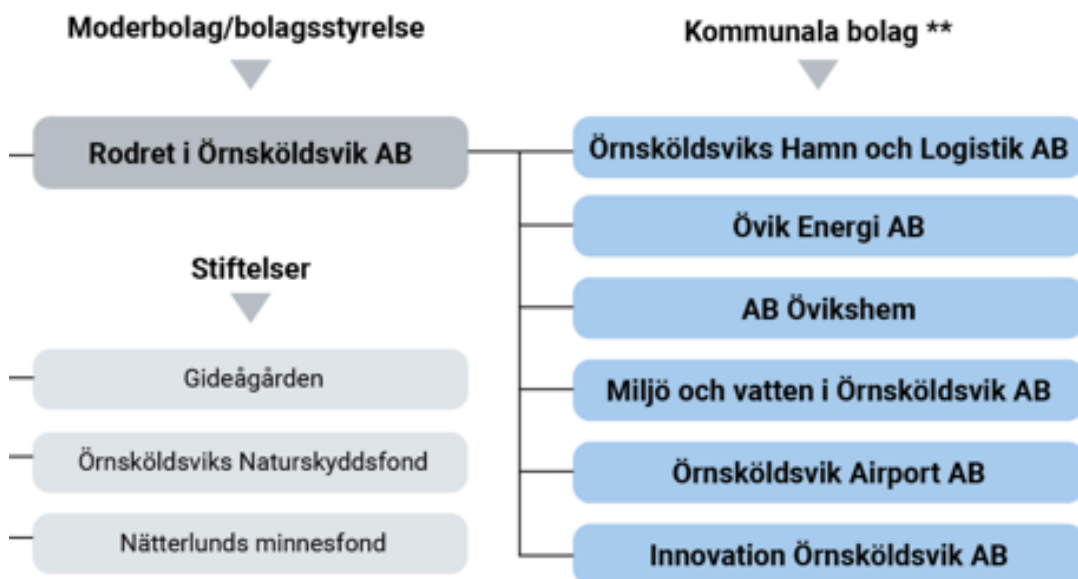 Moderbolag/bolagsstyrelse
Rodret i Örnsköldsvik AB
Stiftelser
Gideågården
Örnsköldsviks Naturskyddsfond
Nätterlunds minnesfond
Kommunala bolag **
Örnsköldsviks Hamn och Logistik AB
Övik Energi AB
AB Övikshem
Miljö och vatten i Örnsköldsvik AB
Örnsköldsvik Airport AB
Innovation Örnsköldsvik AB